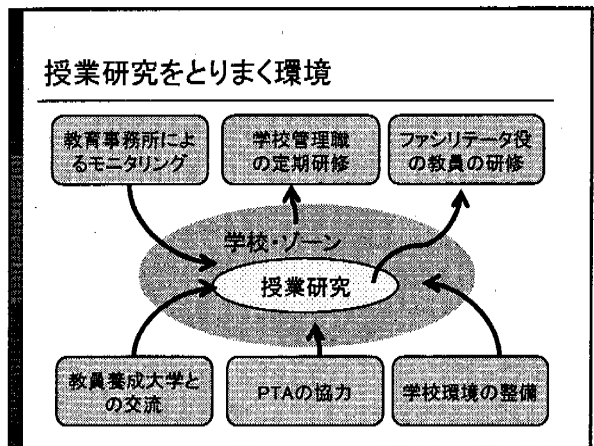 授業研究をとりまく環境
教育事務所によ
るモニタリング
学校管理職
の定期研修
ファシリテータ役
の教員の研修
学校・ゾーン
授業研究
教員養成大学と
の交流
PTAの協力
学校環境の整備